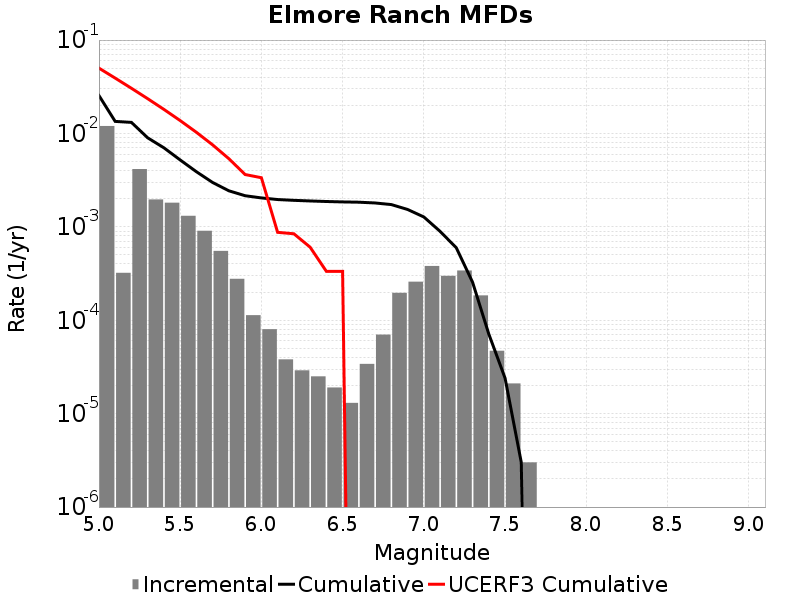 Elmore Ranch MFDs
10-1
10-2
10-3
10-4
10-5
10-6
Rate (1/yr)
5.0 5.5 6.0 6.5 7.0 7.5 8.0 8.5 9.0
Magnitude
Incremental Cumulative UCERF3 Cumulative